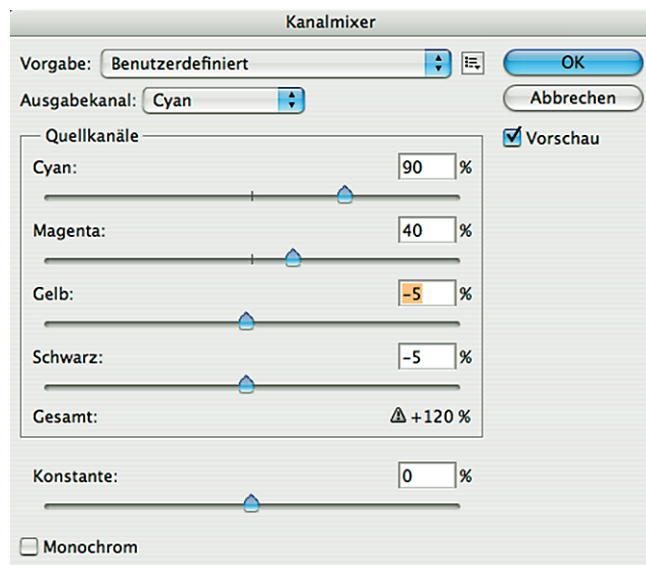 Kanalmixer
Vorgabe: Benutzerdefiniert
OK
Ausgabekanal: Cyan
Abbrechen
Quellkanäle
Vorschau
Cyan: 90 %
Magenta: 40 %
Gelb: -5 %
Schwarz: -5 %
Gesamt: +120 %
Konstante: 0 %
Monochrom